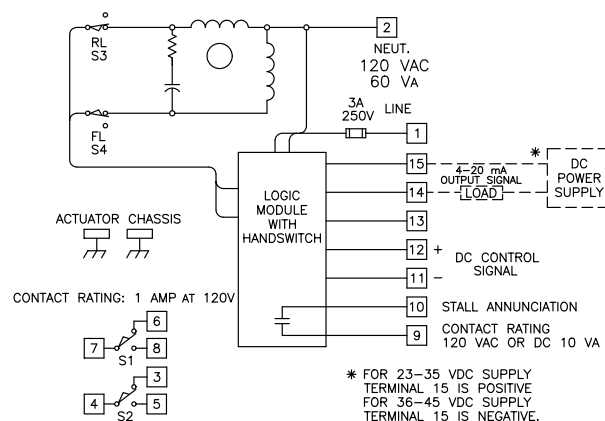 RL
S3
2
NEUT.
120 VAC
60 VA
3A
250V
LINE
1
FL
S4
15
*
4–20 mA
OUTPUT SIGNAL
DC
POWER
SUPPLY
LOGIC
MODULE
WITH
HANDSWITCH
14
LOAD
13
ACTUATOR CHASSIS
12 +
DC CONTROL
SIGNAL
11 –
CONTACT RATING: 1 AMP AT 120V
10 STALL ANNUNCIATION
6
7
S1
8
9
CONTACT RATING
120 VAC OR DC 10 VA
3
4
S2
5
* FOR 23–35 VDC SUPPLY
TERMINAL 15 IS POSITIVE
FOR 36–45 VDC SUPPLY
TERMINAL 15 IS NEGATIVE.